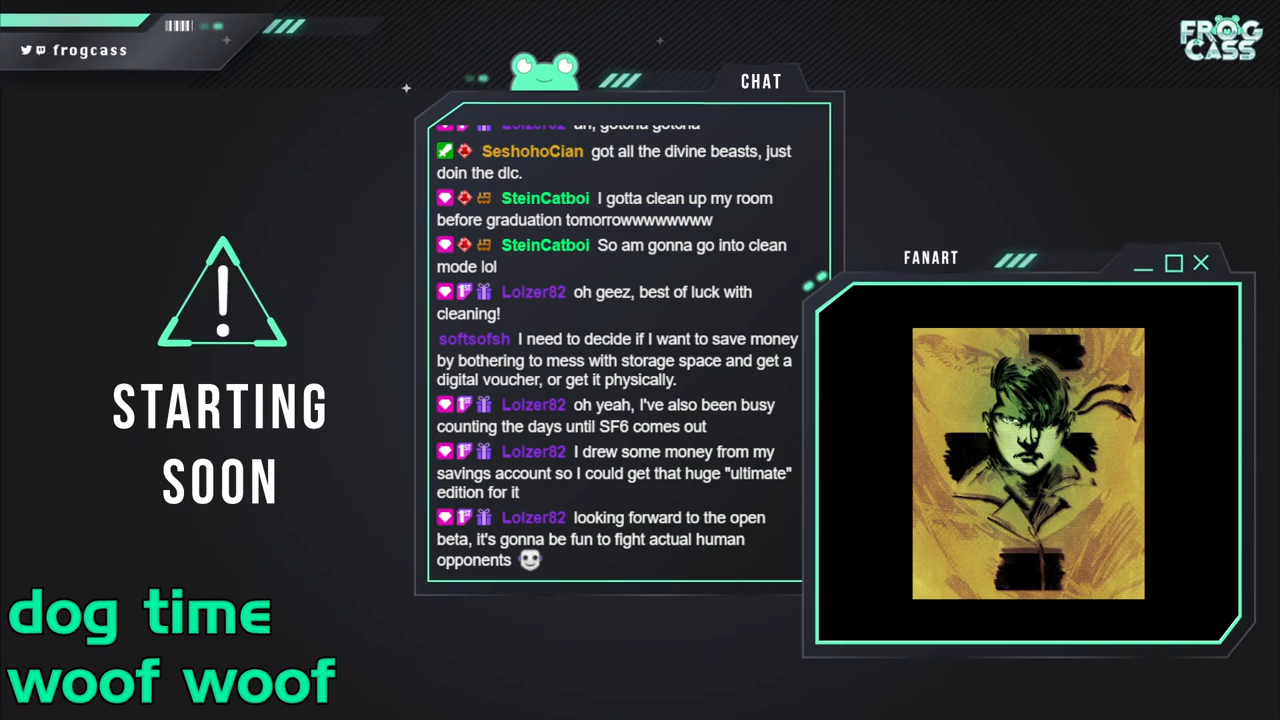 frogcass
FROG
CASS
CHAT
Lolzer82 ah, gotcha gotcha
SeshohoCian got all the divine beasts, just
doin the dlc.
SteinCatboi I gotta clean up my room
before graduation tomorrowwwwwwww
SteinCatboi So am gonna go into clean
mode lol
Lolzer82 oh geez, best of luck with
cleaning!
softsofsh I need to decide if I want to save money
by bothering to mess with storage space and get a
digital voucher, or get it physically.
Lolzer82 oh yeah, I've also been busy
counting the days until SF6 comes out
Lolzer82 I drew some money from my
savings account so I could get that huge "ultimate"
edition for it
Lolzer82 looking forward to the open
beta, it's gonna be fun to fight actual human
opponents
FANART
STARTING
SOON
dog time
woof woof